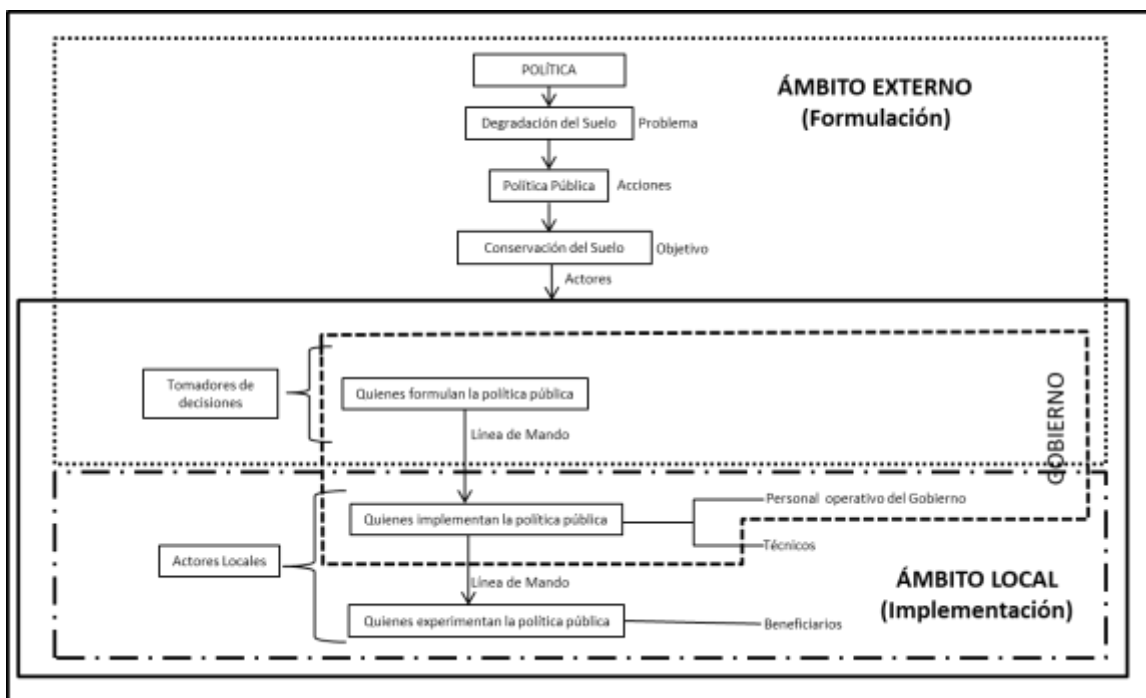 POLÍTICA
ÁMBITO EXTERNO
(Formulación)
Degradación del Suelo
Problema
Política Pública
Acciones
Conservación del Suelo
Objetivo
Actores
Tomadores de
decisiones
Quienes formulan la política pública
GOBIERNO
Línea de Mando
Quienes implementan la política pública
Personal operativo del Gobierno
Técnicos
Actores Locales
Línea de Mando
ÁMBITO LOCAL
(Implementación)
Quienes experimentan la política pública
Beneficiarios